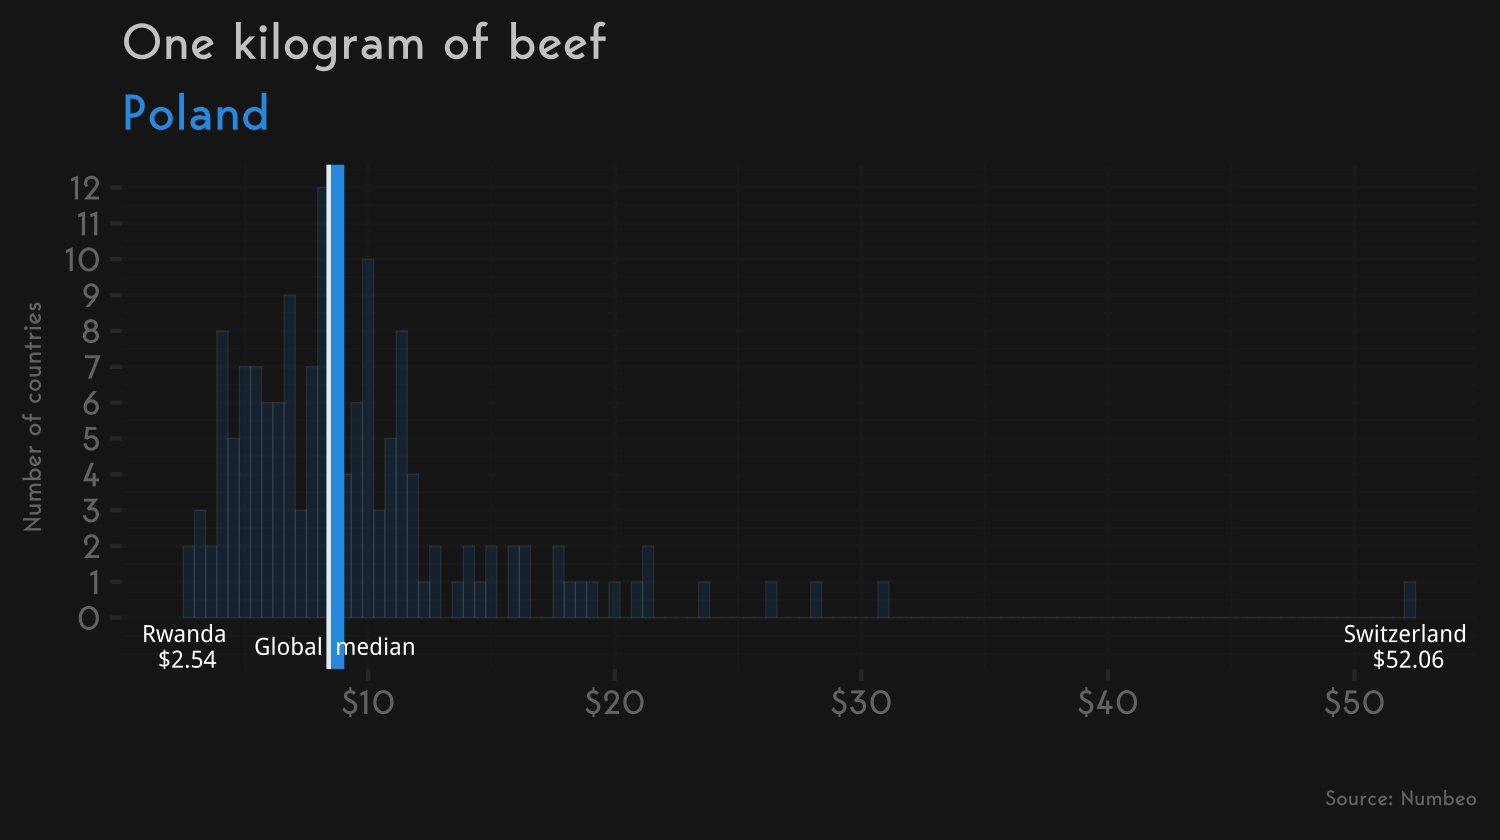 One kilogram of beef
Poland
Number of countries
12
11
10
9
8
7
6
5
4
3
2
1
0
Rwanda
$2.54
Global median
Switzerland
$52.06
$10
$20
$30
$40
$50
Source: Numbeo